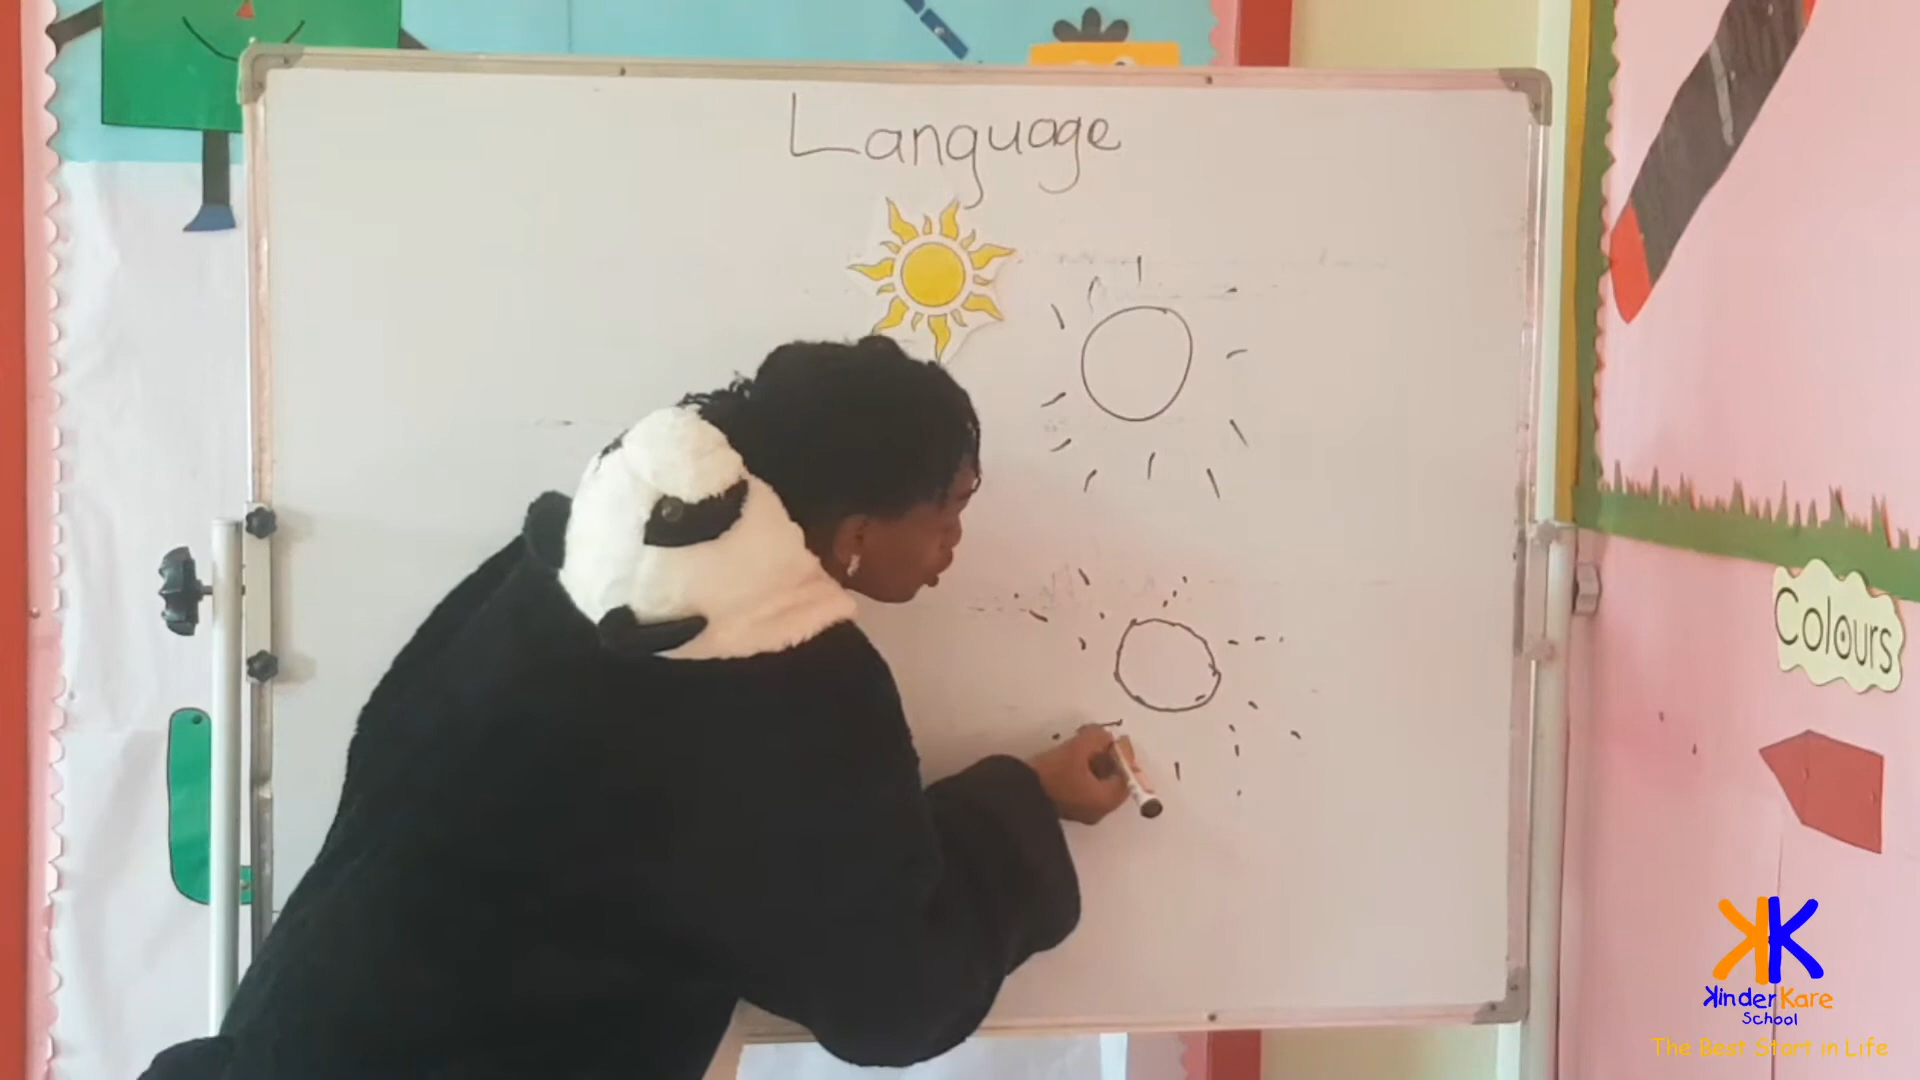 Language
Colours
KinderKare
School
The Best Start in Life